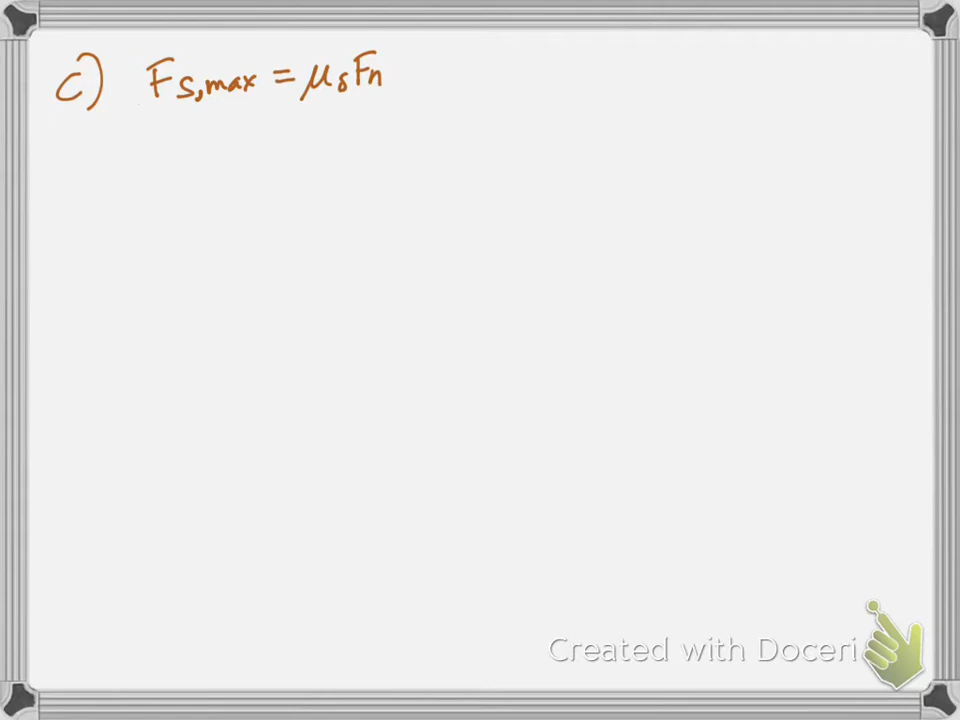 c) Fs,max = μsFn
Created with Doceri